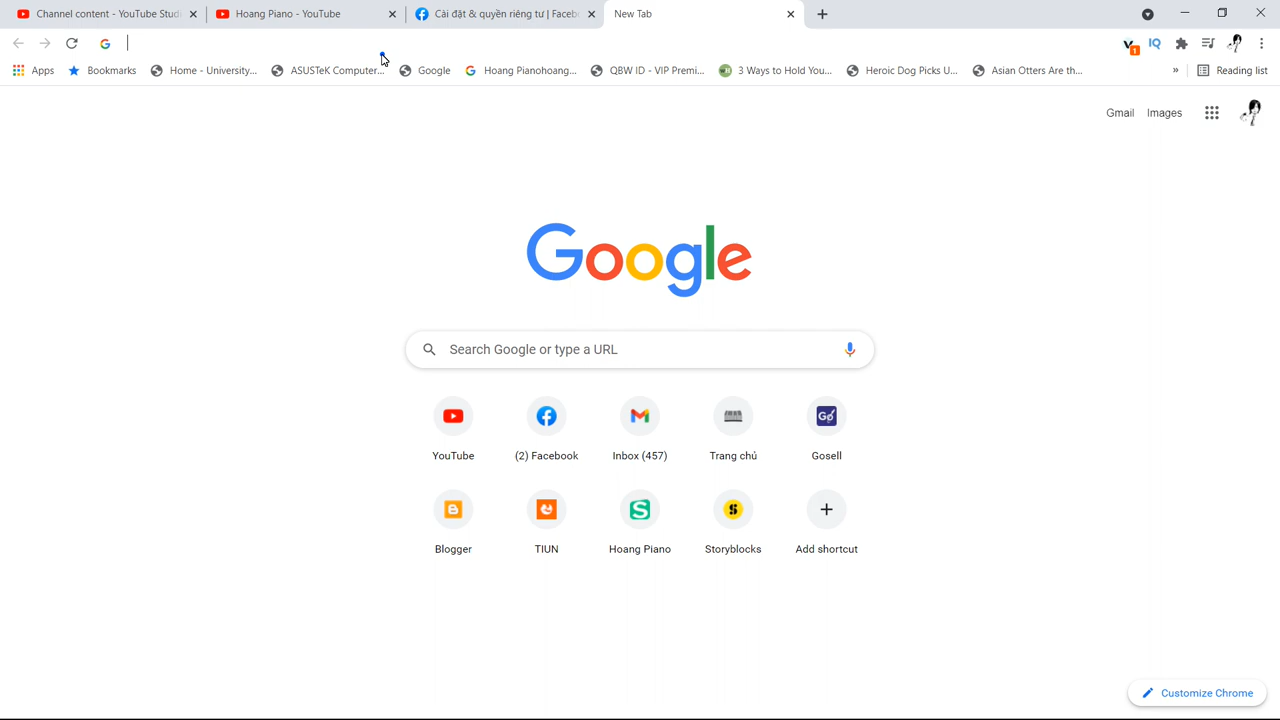 Channel content - YouTube Studi
Hoang Piano - YouTube
Cài đặt & quyền riêng tư | Faceb
New Tab
IQ
1
Apps
Bookmarks
Home - University...
ASUSTeK Computer...
Google
Hoang Pianohoang...
QBW ID - VIP Premi...
3 Ways to Hold You...
Heroic Dog Picks U...
Asian Otters Are th...
»
Reading list
Gmail
Images
Google
Search Google or type a URL
YouTube
(2) Facebook
Inbox (457)
Trang chủ
Gosell
Blogger
TIUN
Hoang Piano
Storyblocks
Add shortcut
Customize Chrome